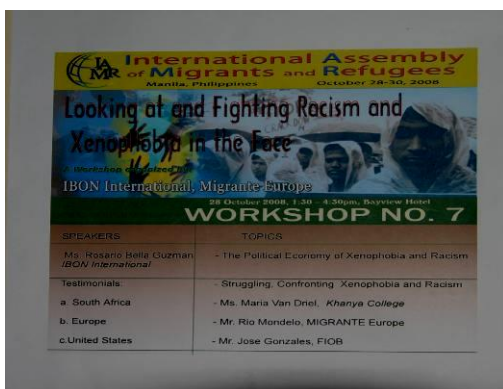 IAMR
International Assembly
of Migrants and Refugees
Manila, Philippines October 28-30, 2008
Looking at and Fighting Racism and
Xenophobia in the Face
A Workshop organized by:
IBON International, Migrante-Europe
28 October 2008, 1:30 - 4:30pm, Bayview Hotel
WORKSHOP NO. 7
SPEAKERS TOPICS
Ms. Rosario Bella Guzman - The Political Economy of Xenophobia and Racism
IBON International
Testimonials: - Struggling, Confronting Xenophobia and Racism
a. South Africa - Ms. Maria Van Driel, Khanya College
b. Europe - Mr. Rio Mondelo, MIGRANTE Europe
c.United States - Mr. Jose Gonzales, FIOB